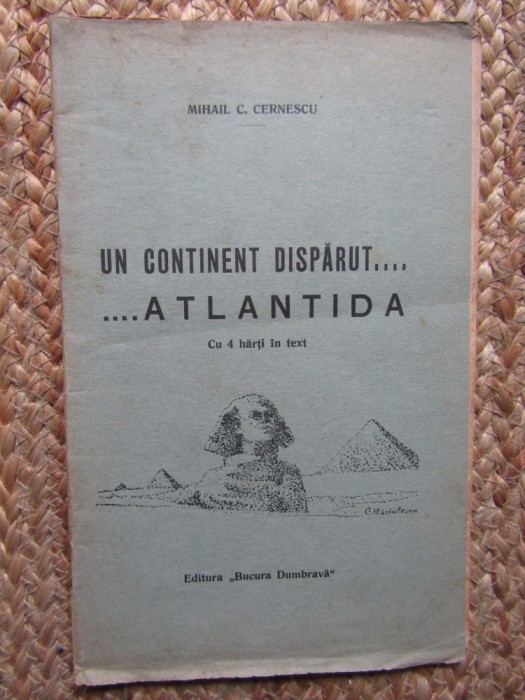 MIHAIL C. CERNESCU
UN CONTINENT DISPĂRUT....
....ATLANTIDA
Cu 4 hărți în text
Editura „Bucura Dumbravă"